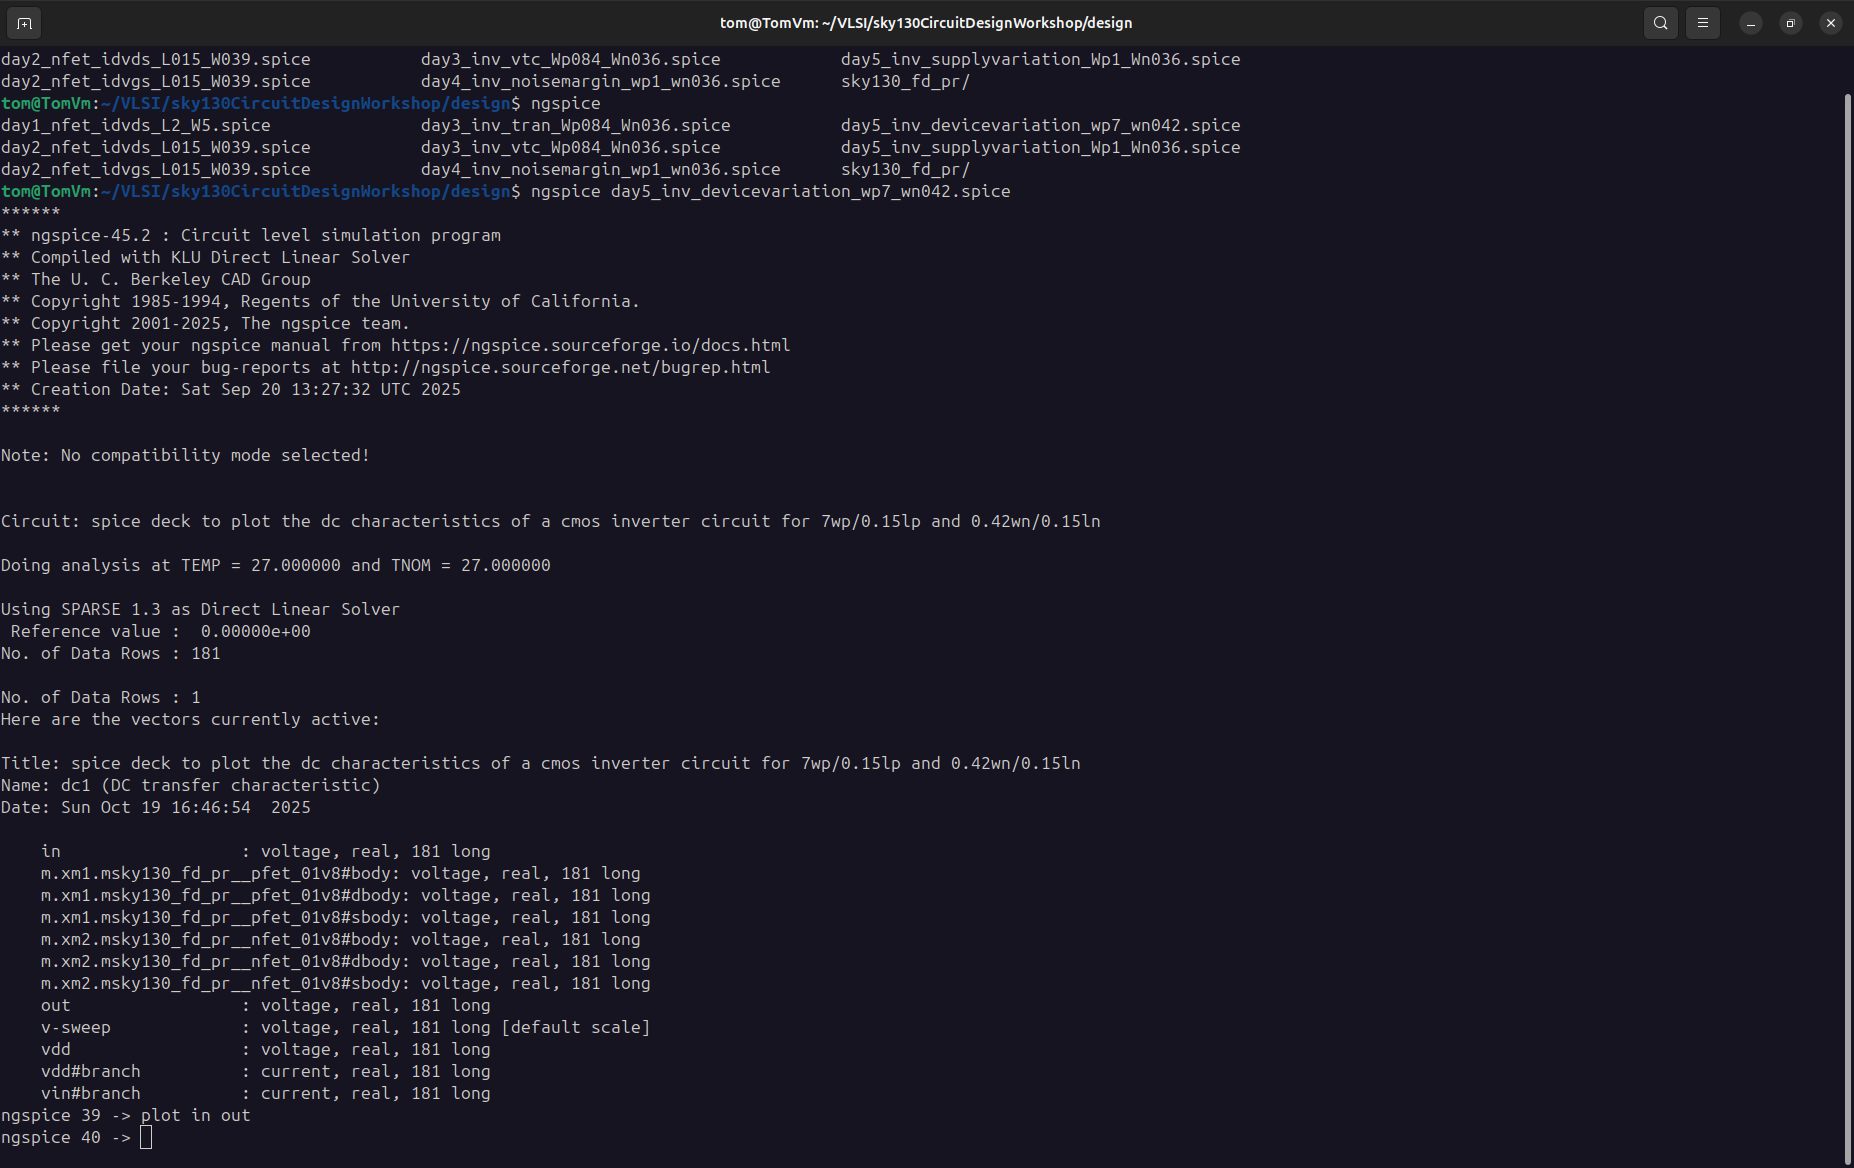 tom@TomVm: ~/VLSI/sky130CircuitDesignWorkshop/design
day2_nfet_idvds_L015_W039.spice day3_inv_vtc_Wp084_Wn036.spice day5_inv_supplyvariation_Wp1_Wn036.spice
day2_nfet_idvgs_L015_W039.spice day4_inv_noisemargin_wp1_wn036.spice sky130_fd_pr/
tom@TomVm:~/VLSI/sky130CircuitDesignWorkshop/design$ ngspice
day1_nfet_idvds_L2_W5.spice day3_inv_tran_Wp084_Wn036.spice day5_inv_devicevariation_wp7_wn042.spice
day2_nfet_idvds_L015_W039.spice day3_inv_vtc_Wp084_Wn036.spice day5_inv_supplyvariation_Wp1_Wn036.spice
day2_nfet_idvgs_L015_W039.spice day4_inv_noisemargin_wp1_wn036.spice sky130_fd_pr/
tom@TomVm:~/VLSI/sky130CircuitDesignWorkshop/design$ ngspice day5_inv_devicevariation_wp7_wn042.spice
******
** ngspice-45.2 : Circuit level simulation program
** Compiled with KLU Direct Linear Solver
** The U. C. Berkeley CAD Group
** Copyright 1985-1994, Regents of the University of California.
** Copyright 2001-2025, The ngspice team.
** Please get your ngspice manual from https://ngspice.sourceforge.io/docs.html
** Please file your bug-reports at http://ngspice.sourceforge.net/bugrep.html
** Creation Date: Sat Sep 20 13:27:32 UTC 2025
******
Note: No compatibility mode selected!
Circuit: spice deck to plot the dc characteristics of a cmos inverter circuit for 7wp/0.15lp and 0.42wn/0.15ln
Doing analysis at TEMP = 27.000000 and TNOM = 27.000000
Using SPARSE 1.3 as Direct Linear Solver
Reference value :  0.00000e+00
No. of Data Rows : 181
No. of Data Rows : 1
Here are the vectors currently active:
Title: spice deck to plot the dc characteristics of a cmos inverter circuit for 7wp/0.15lp and 0.42wn/0.15ln
Name: dc1 (DC transfer characteristic)
Date: Sun Oct 19 16:46:54  2025
in : voltage, real, 181 long
m.xm1.msky130_fd_pr__pfet_01v8#body: voltage, real, 181 long
m.xm1.msky130_fd_pr__pfet_01v8#dbody: voltage, real, 181 long
m.xm1.msky130_fd_pr__pfet_01v8#sbody: voltage, real, 181 long
m.xm2.msky130_fd_pr__nfet_01v8#body: voltage, real, 181 long
m.xm2.msky130_fd_pr__nfet_01v8#dbody: voltage, real, 181 long
m.xm2.msky130_fd_pr__nfet_01v8#sbody: voltage, real, 181 long
out : voltage, real, 181 long
v-sweep : voltage, real, 181 long [default scale]
vdd : voltage, real, 181 long
vdd#branch : current, real, 181 long
vin#branch : current, real, 181 long
ngspice 39 -> plot in out
ngspice 40 ->